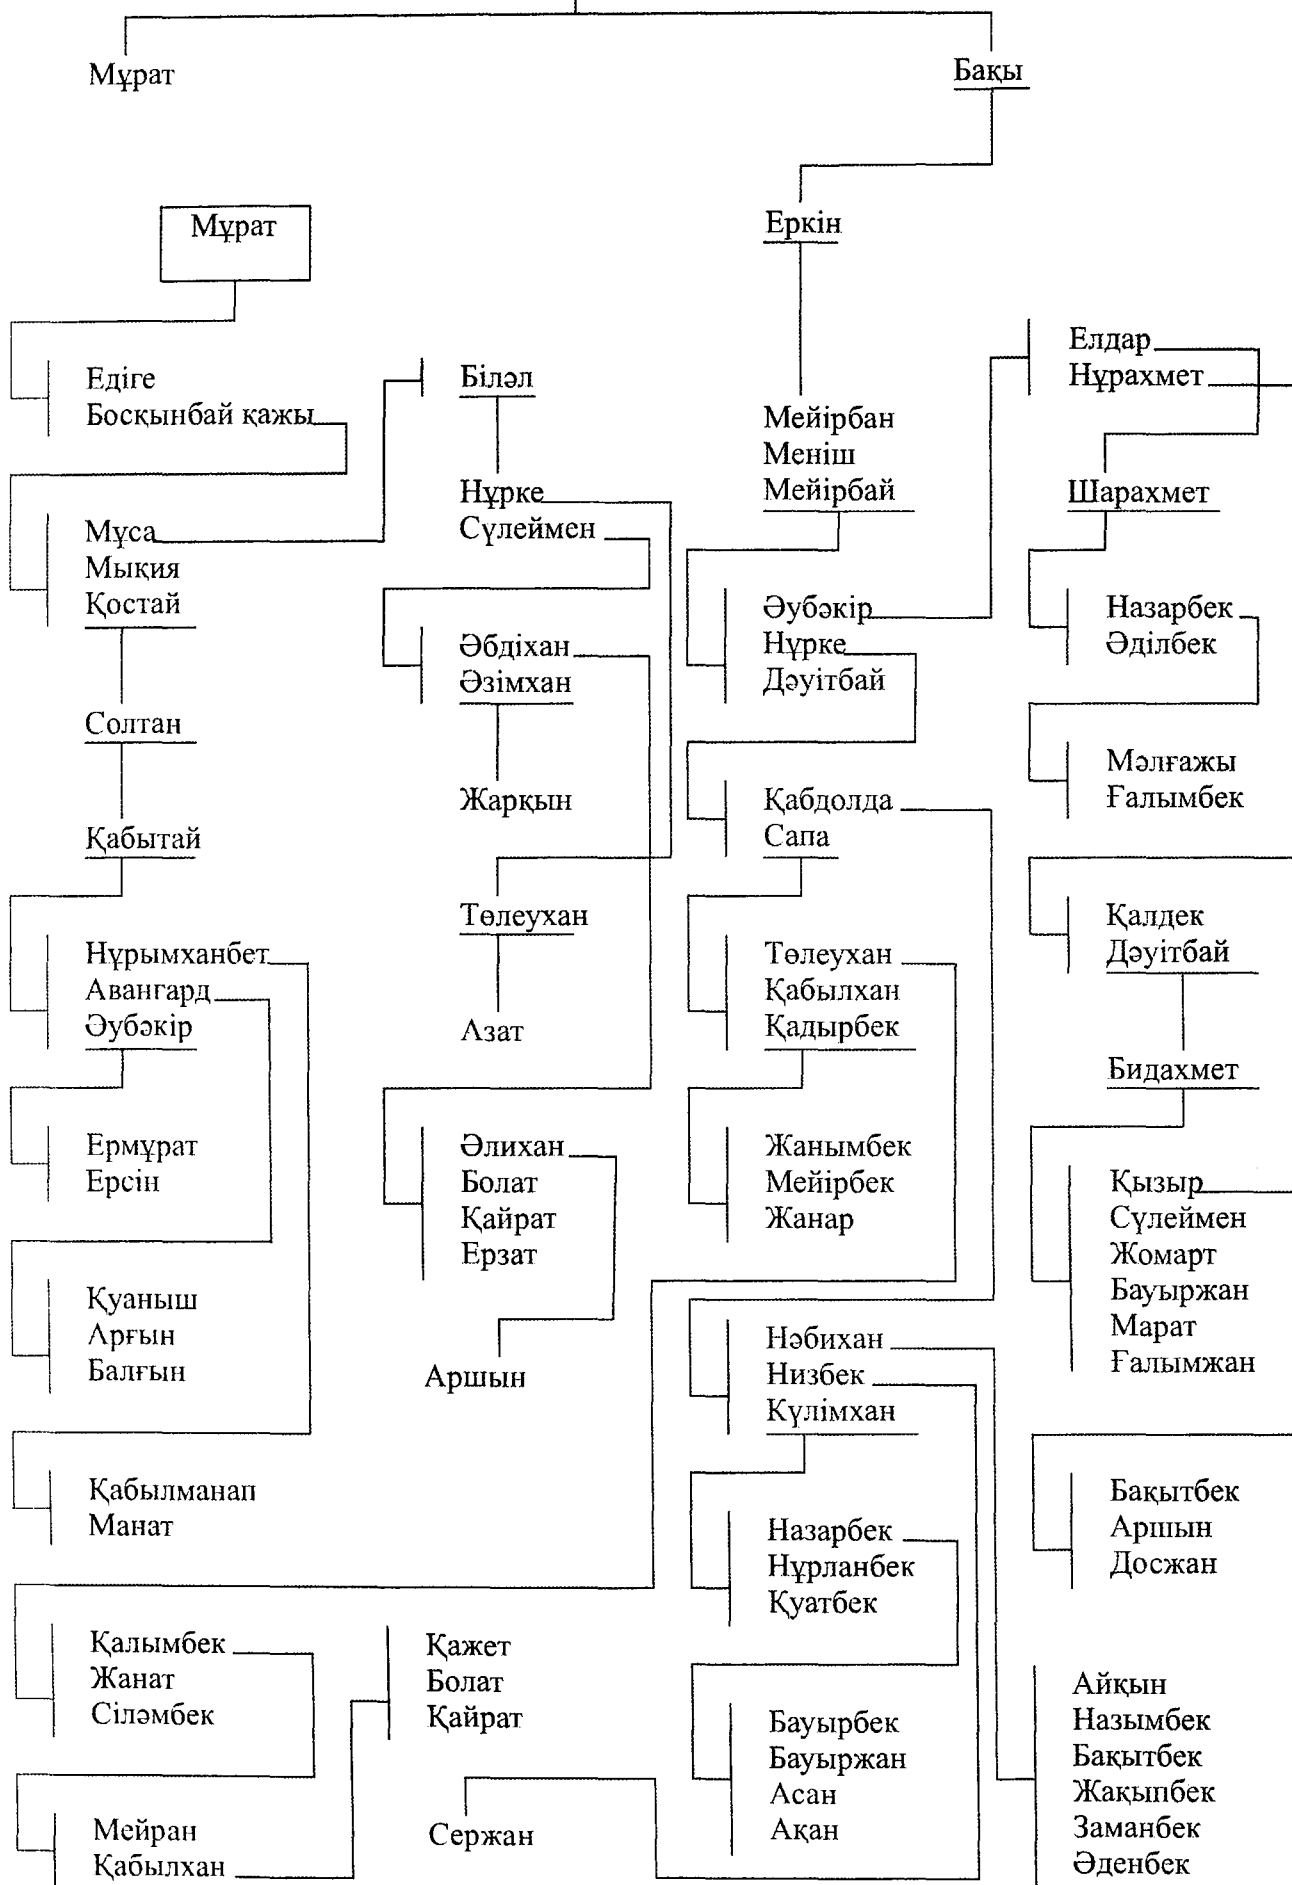 Мұрат
Бақы
Мұрат
Едіге
Босқынбай қажы
Мұса
Мықия
Қостай
Солтан
Қабытай
Нұрымханбет
Авангард
Әубәкір
Ермұрат
Ерсін
Қуаныш
Арғын
Балғын
Қабылманап
Манат
Қалымбек
Жанат
Сіләмбек
Мейран
Қабылхан
Біләл
Нұрке
Сүлеймен
Әбдіхан
Әзімхан
Жарқын
Төлеухан
Азат
Әлихан
Болат
Қайрат
Ерзат
Аршын
Қажет
Болат
Қайрат
Сержан
Еркін
Мейірбан
Меніш
Мейірбай
Әубәкір
Нұрке
Дәуітбай
Қабдолда
Сапа
Төлеухан
Қабылхан
Қадырбек
Жанымбек
Мейірбек
Жанар
Нәбихан
Низбек
Күлімхан
Назарбек
Нұрланбек
Қуатбек
Бауырбек
Бауыржан
Асан
Ақан
Елдар
Нұрахмет
Шарахмет
Назарбек
Әділбек
Мәлғажы
Ғалымбек
Қалдек
Дәуітбай
Бидахмет
Қызыр
Сүлеймен
Жомарт
Бауыржан
Марат
Ғалымжан
Бақытбек
Аршын
Досжан
Айқын
Назымбек
Бақытбек
Жақыпбек
Заманбек
Әденбек